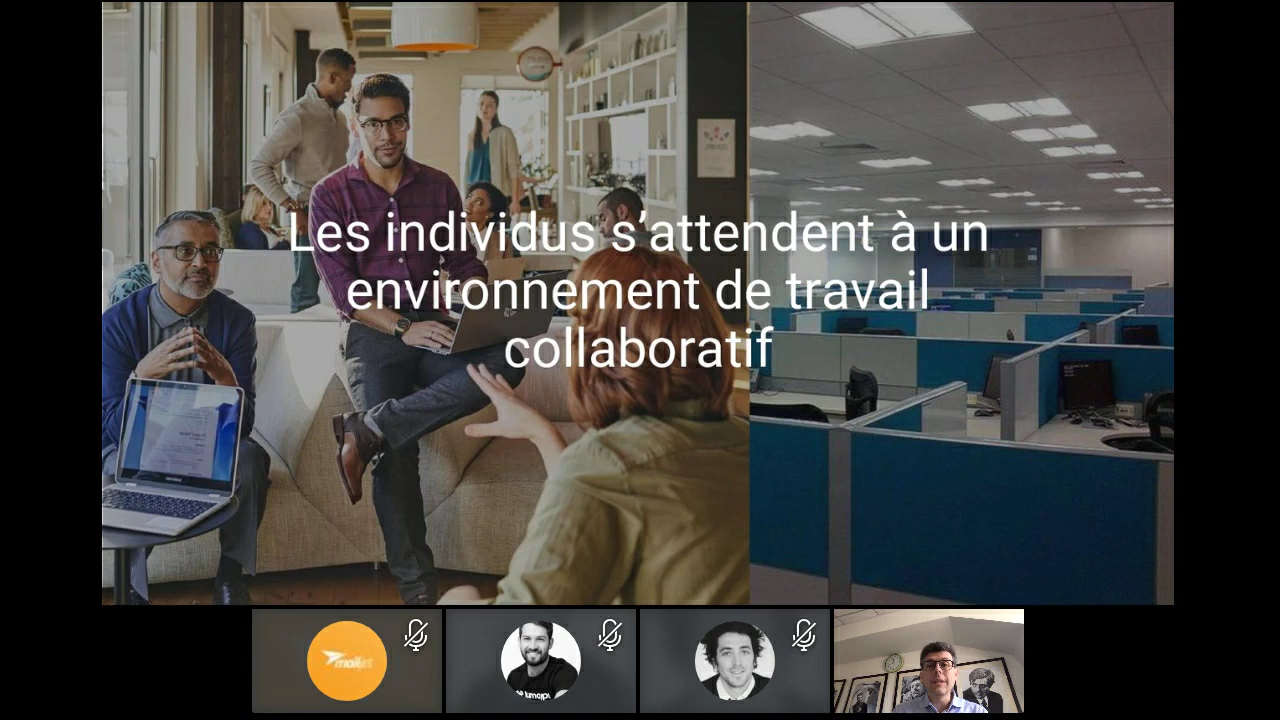 Les individus s’attendent à un
environnement de travail
collaboratif
mailjet